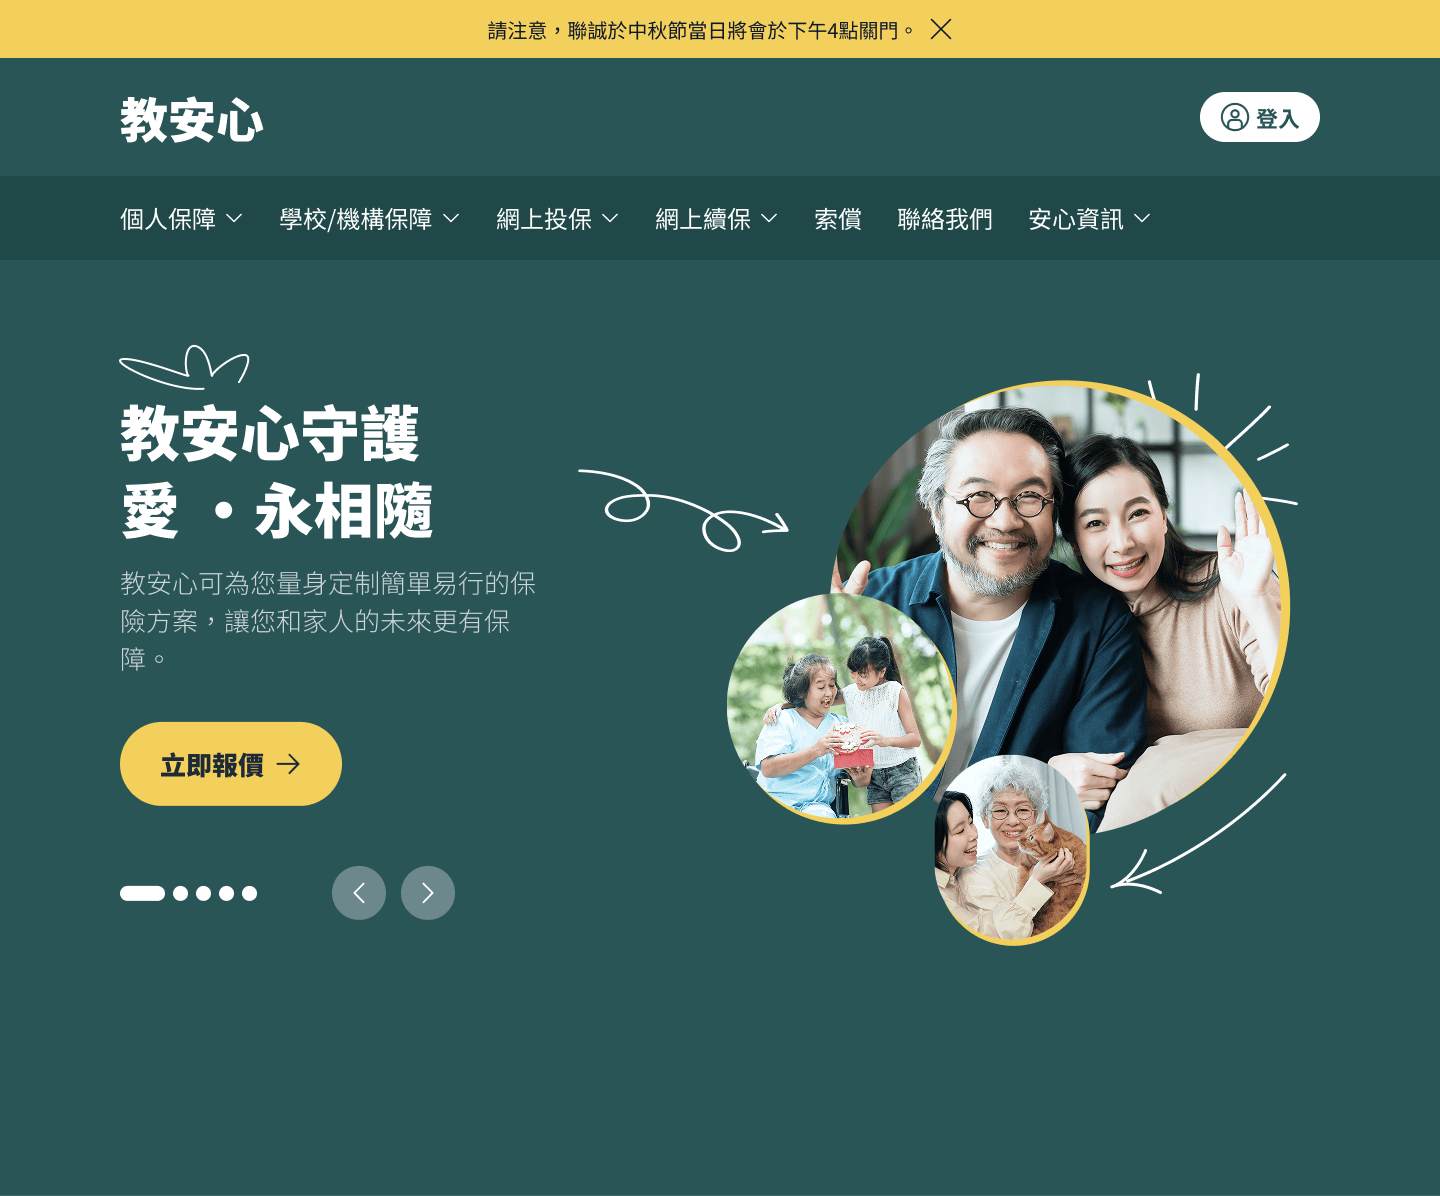 請注意，聯誠於中秋節當日將會於下午4點關門。
教安心
登入
個人保障
學校/機構保障
網上投保
網上續保
索償
聯絡我們
安心資訊
教安心守護
愛 ・永相隨
教安心可為您量身定制簡單易行的保
險方案，讓您和家人的未來更有保
障。
立即報價